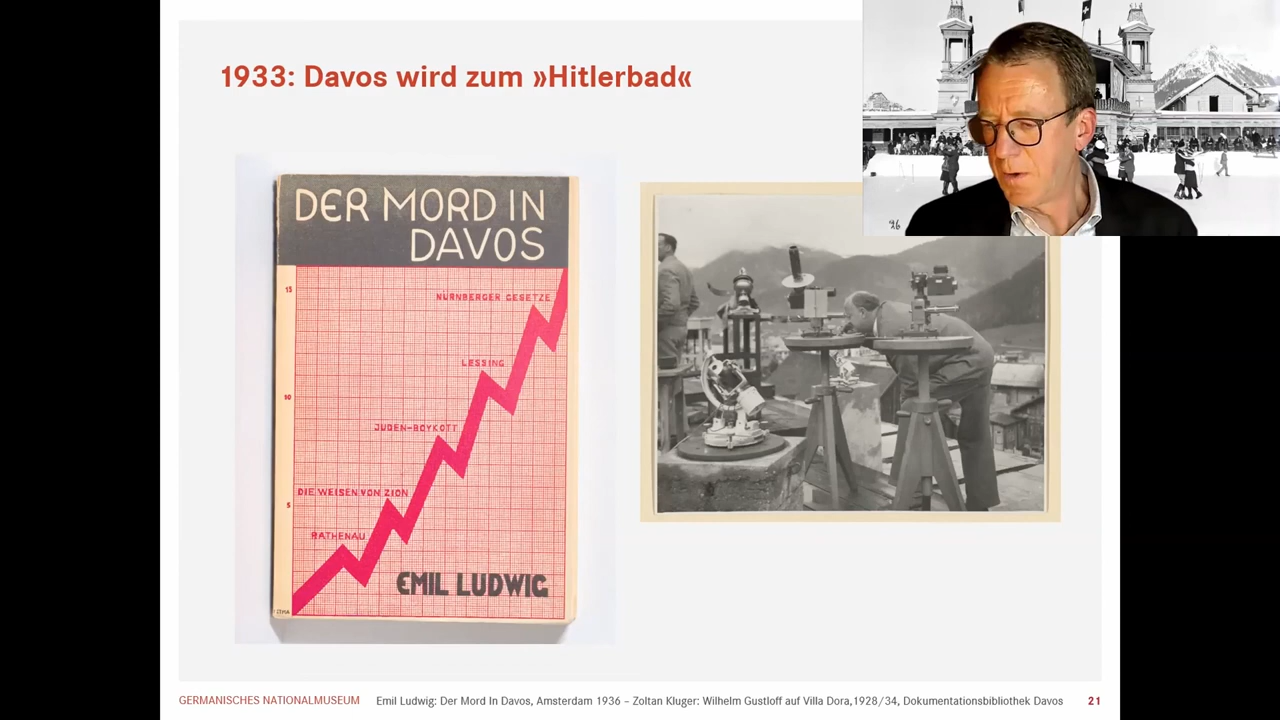 1933: Davos wird zum »Hitlerbad«
DER MORD IN
DAVOS
15
NÜRNBERGER GESETZE
LESSING
10
JUDEN-BOYKOTT
DIE WEISEN VON ZION
5
RATHENAU
EMIL LUDWIG
26
GERMANISCHES NATIONALMUSEUM
Emil Ludwig: Der Mord In Davos, Amsterdam 1936 – Zoltan Kluger: Wilhelm Gustloff auf Villa Dora,1928/34, Dokumentationsbibliothek Davos
21